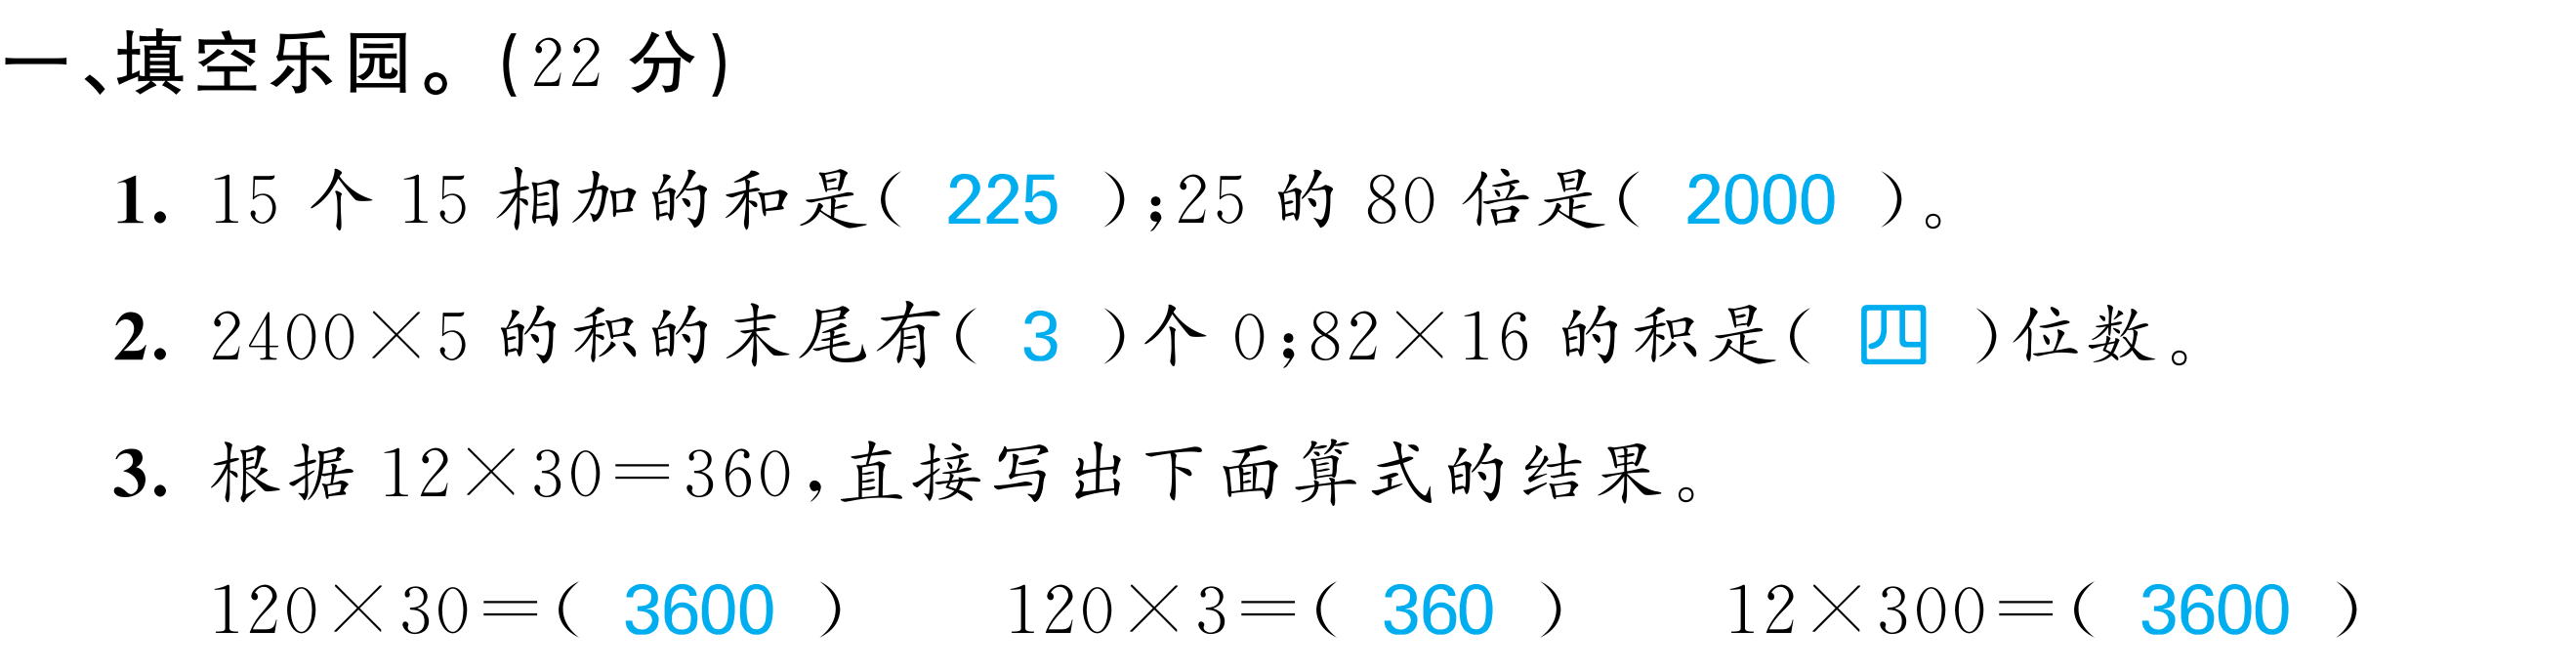 一、填空乐园。(22 分)
1. 15 个 15 相加的和是( 225 );25 的 80 倍是( 2000 )。
2. 2400×5 的积的末尾有( 3 )个 0;82×16 的积是( 四 )位数。
3. 根据 12×30=360,直接写出下面算式的结果。
120×30=( 3600 ) 120×3=( 360 ) 12×300=( 3600 )